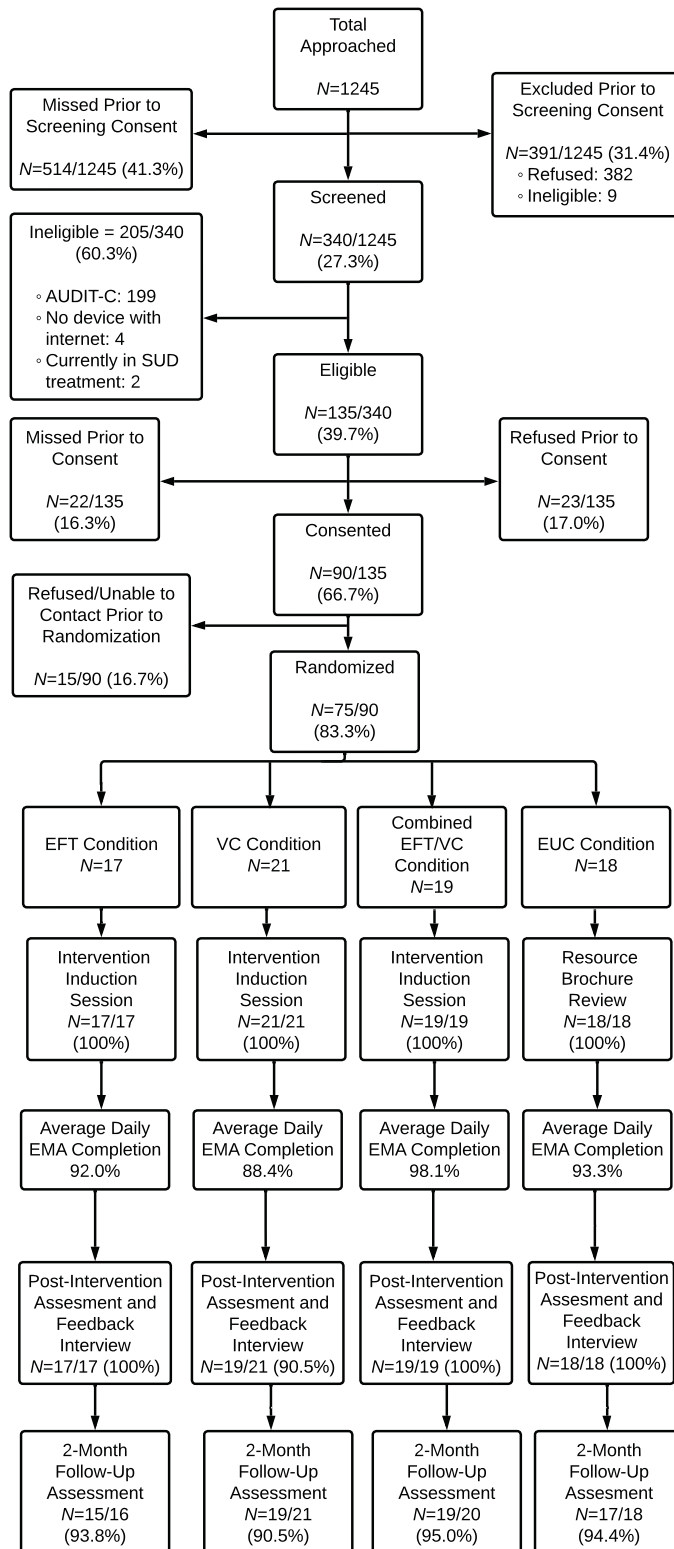 Total
Approached
N=1245
Missed Prior to
Screening Consent
N=514/1245 (41.3%)
Excluded Prior to
Screening Consent
N=391/1245 (31.4%)
◦ Refused: 382
◦ Ineligible: 9
Screened
N=340/1245
(27.3%)
Ineligible = 205/340
(60.3%)
◦ AUDIT-C: 199
◦ No device with
internet: 4
◦ Currently in SUD
treatment: 2
Eligible
N=135/340
(39.7%)
Missed Prior to
Consent
N=22/135
(16.3%)
Refused Prior to
Consent
N=23/135
(17.0%)
Consented
N=90/135
(66.7%)
Refused/Unable to
Contact Prior to
Randomization
N=15/90 (16.7%)
Randomized
N=75/90
(83.3%)
EFT Condition
N=17
VC Condition
N=21
Combined
EFT/VC
Condition
N=19
EUC Condition
N=18
Intervention
Induction
Session
N=17/17
(100%)
Intervention
Induction
Session
N=21/21
(100%)
Intervention
Induction
Session
N=19/19
(100%)
Resource
Brochure
Review
N=18/18
(100%)
Average Daily
EMA Completion
92.0%
Average Daily
EMA Completion
88.4%
Average Daily
EMA Completion
98.1%
Average Daily
EMA Completion
93.3%
Post-Intervention
Assesment and
Feedback
Interview
N=17/17 (100%)
Post-Intervention
Assesment and
Feedback
Interview
N=19/21 (90.5%)
Post-Intervention
Assesment and
Feedback
Interview
N=19/19 (100%)
Post-Intervention
Assesment and
Feedback
Interview
N=18/18 (100%)
2-Month
Follow-Up
Assessment
N=15/16
(93.8%)
2-Month
Follow-Up
Assessment
N=19/21
(90.5%)
2-Month
Follow-Up
Assessment
N=19/20
(95.0%)
2-Month
Follow-Up
Assessment
N=17/18
(94.4%)